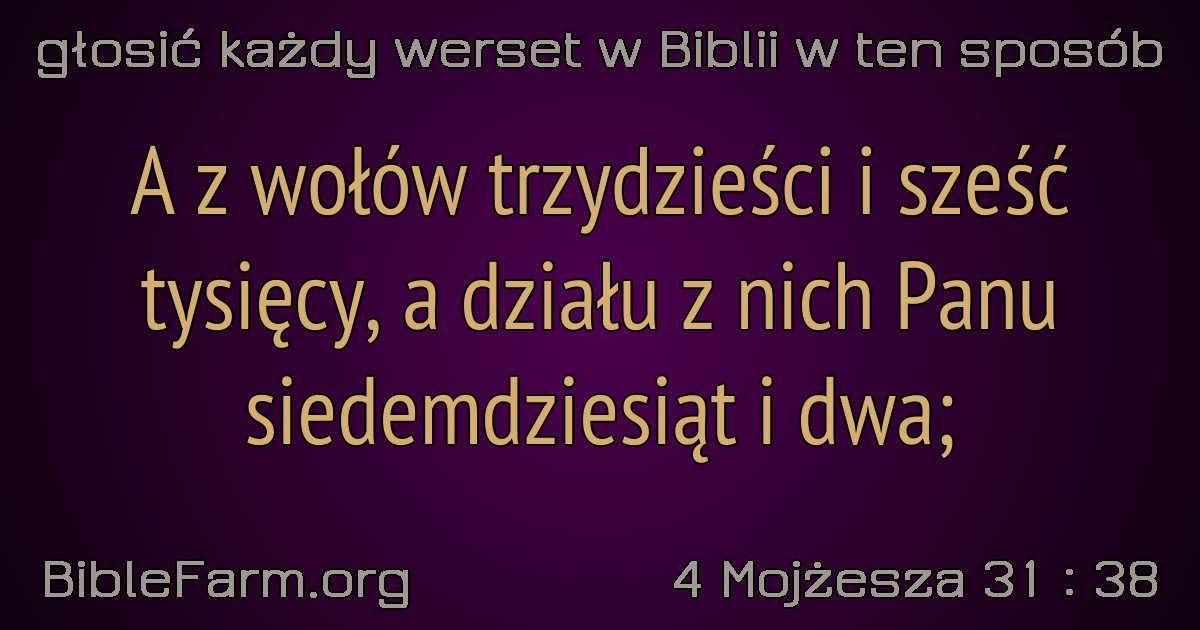 głosić każdy werset w Biblii w ten sposób
A z wołów trzydzieści i sześć
tysięcy, a działu z nich Panu
siedemdziesiąt i dwa;
BibleFarm.org
4 Mojżesza 31 : 38